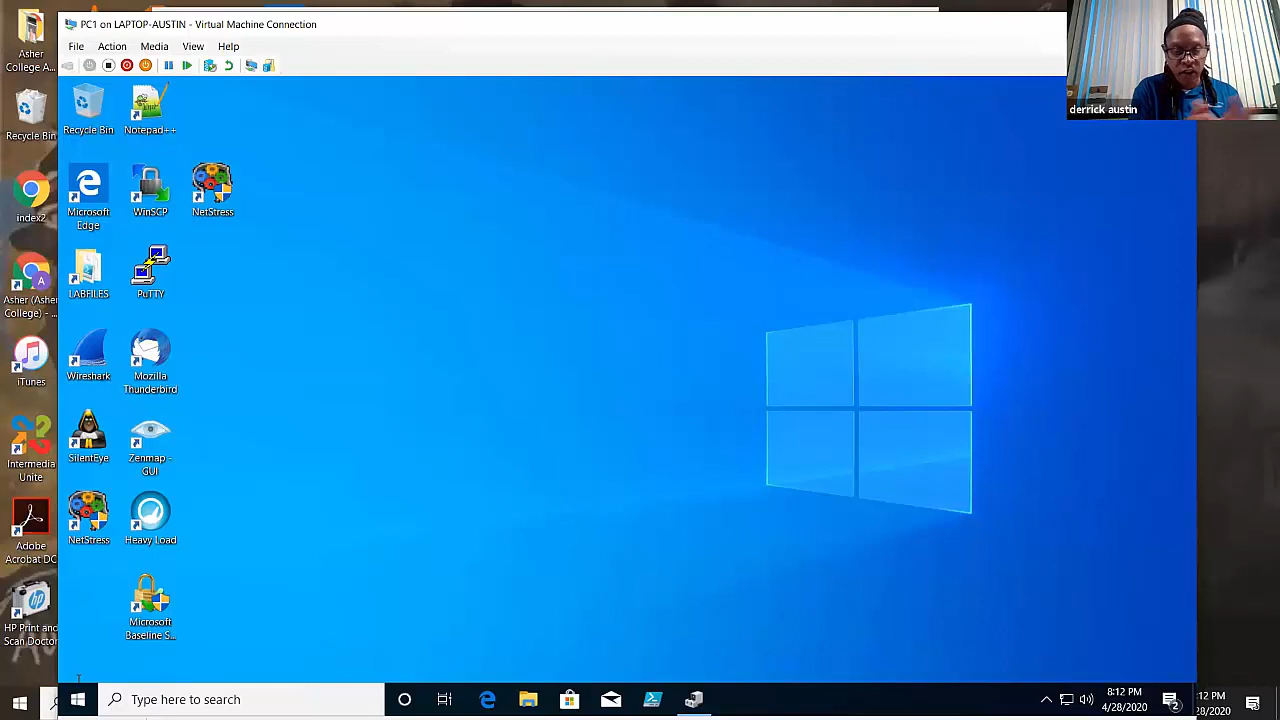 PC1 on LAPTOP-AUSTIN - Virtual Machine Connection
File Action Media View Help
derrick austin
Asher
College A...
Recycle Bin
index2
Asher (Asher
College) - ...
iTunes
Intermedia
Unite
Adobe
Acrobat DC
HP Print and
Scan Doctor
Recycle Bin
Notepad++
Microsoft
Edge
WinSCP
NetStress
LABFILES
PuTTY
Wireshark
Mozilla
Thunderbird
SilentEye
Zenmap -
GUI
NetStress
Heavy Load
Microsoft
Baseline S...
Type here to search
8:12 PM
4/28/2020
2
:12 PM
/28/2020